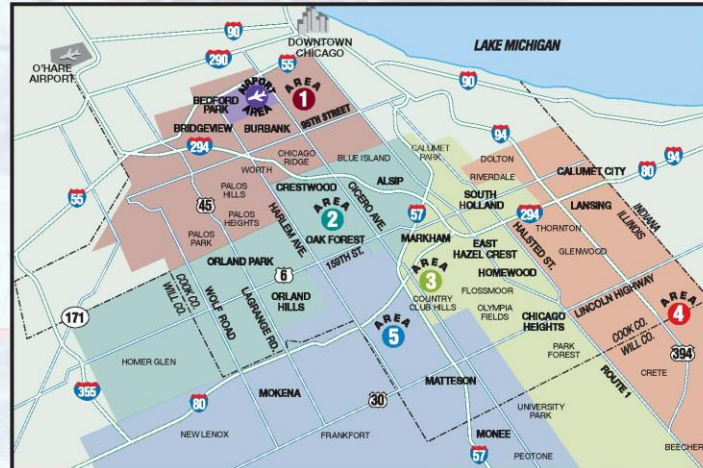 90
DOWNTOWN
CHICAGO
LAKE MICHIGAN
O'HARE
AIRPORT
290
55
90
AIRPORT
AREA
AREA
1
BEDFORD
PARK
BRIDGEVIEW
BURBANK
95TH STREET
294
CHICAGO
RIDGE
WORTH
BLUE ISLAND
CALUMET
PARK
94
DOLTON
RIVERDALE
CALUMET CITY
94
80
55
45
PALOS
HILLS
PALOS
HEIGHTS
PALOS
PARK
CRESTWOOD
ALSIP
CICERO AVE.
HARLEM AVE.
AREA
2
OAK FOREST
57
SOUTH
HOLLAND
294
LANSING
INDIANA
ILLINOIS
THORNTON
GLENWOOD
HALSTED ST.
MARKHAM
EAST
HAZEL CREST
HOMEWOOD
ORLAND PARK
159TH ST.
6
AREA
3
COUNTRY
CLUB HILLS
FLOSSMOOR
OLYMPIA
FIELDS
LINCOLN HIGHWAY
AREA
4
COOK CO.
WILL CO.
WOLF ROAD
LAGRANGE RD.
ORLAND
HILLS
AREA
5
CHICAGO
HEIGHTS
COOK CO.
WILL CO.
171
394
HOMER GLEN
PARK
FOREST
CRETE
355
80
MOKENA
30
MATTESON
ROUTE 1
UNIVERSITY
PARK
NEW LENOX
FRANKFORT
MONEE
57
PEOTONE
BEECHER